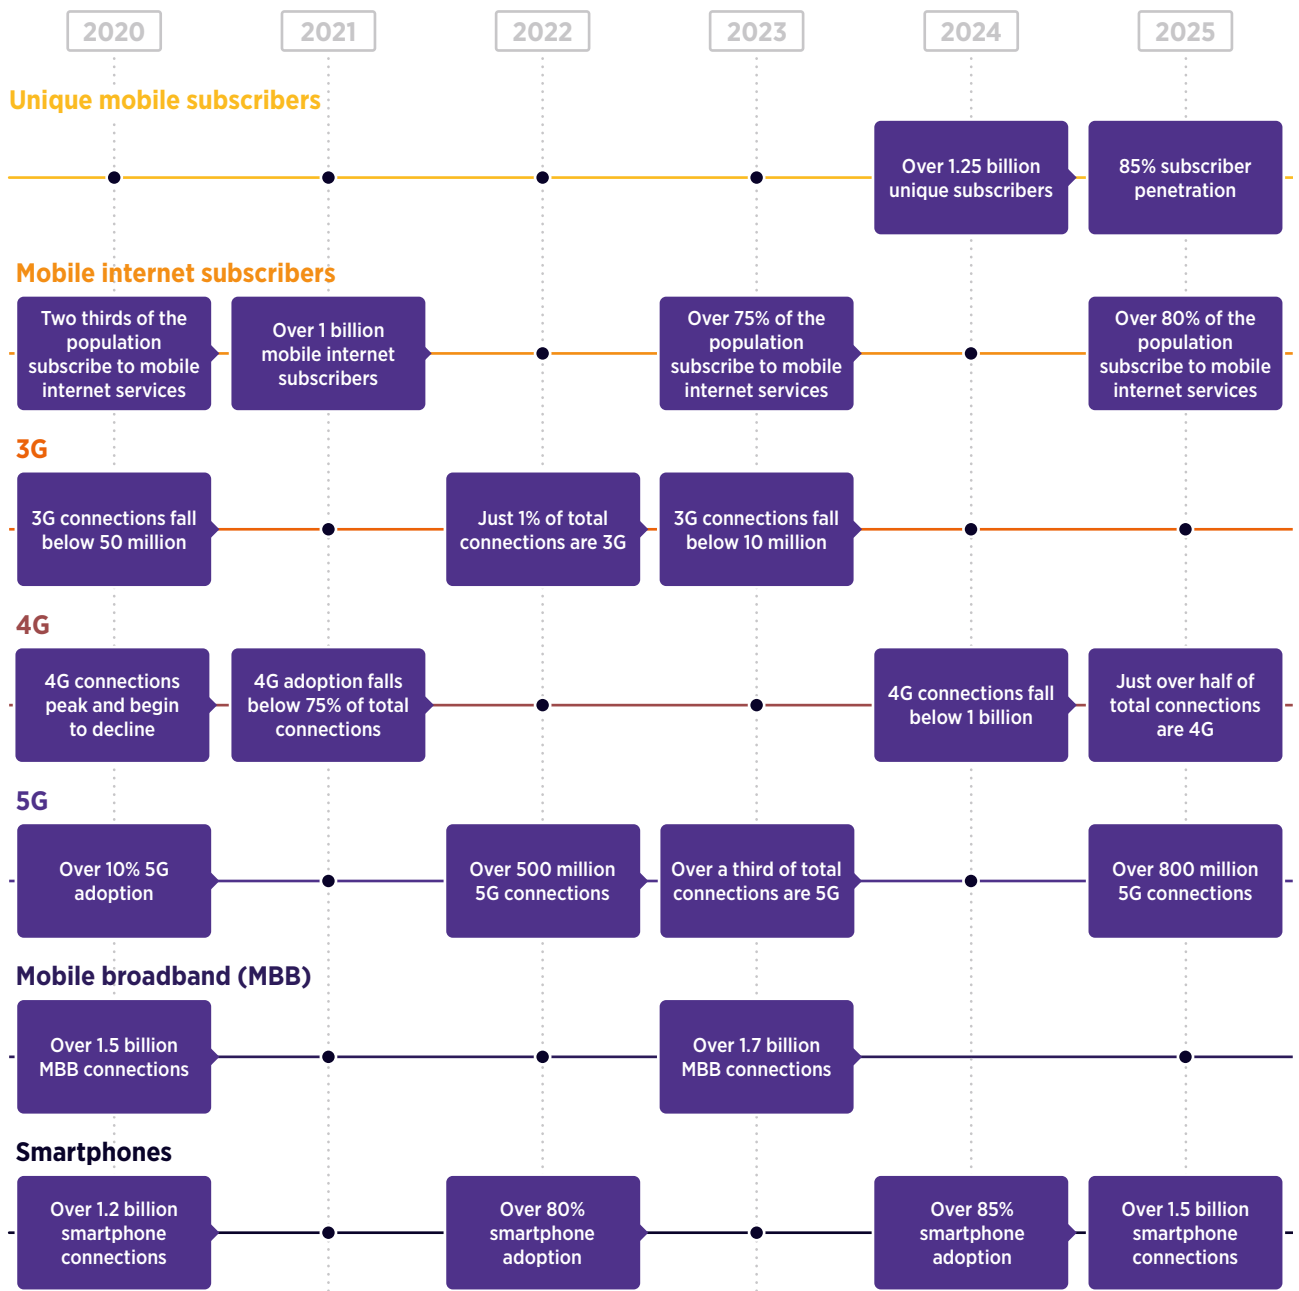 2020 2021 2022 2023 2024 2025
Unique mobile subscribers
Over 1.25 billion
unique subscribers
85% subscriber
penetration
Mobile internet subscribers
Two thirds of the
population
subscribe to mobile
internet services
Over 1 billion
mobile internet
subscribers
Over 75% of the
population
subscribe to mobile
internet services
Over 80% of the
population
subscribe to mobile
internet services
3G
3G connections fall
below 50 million
Just 1% of total
connections are 3G
3G connections fall
below 10 million
4G
4G connections
peak and begin
to decline
4G adoption falls
below 75% of total
connections
4G connections fall
below 1 billion
Just over half of
total connections
are 4G
5G
Over 10% 5G
adoption
Over 500 million
5G connections
Over a third of total
connections are 5G
Over 800 million
5G connections
Mobile broadband (MBB)
Over 1.5 billion
MBB connections
Over 1.7 billion
MBB connections
Smartphones
Over 1.2 billion
smartphone
connections
Over 80%
smartphone
adoption
Over 85%
smartphone
adoption
Over 1.5 billion
smartphone
connections